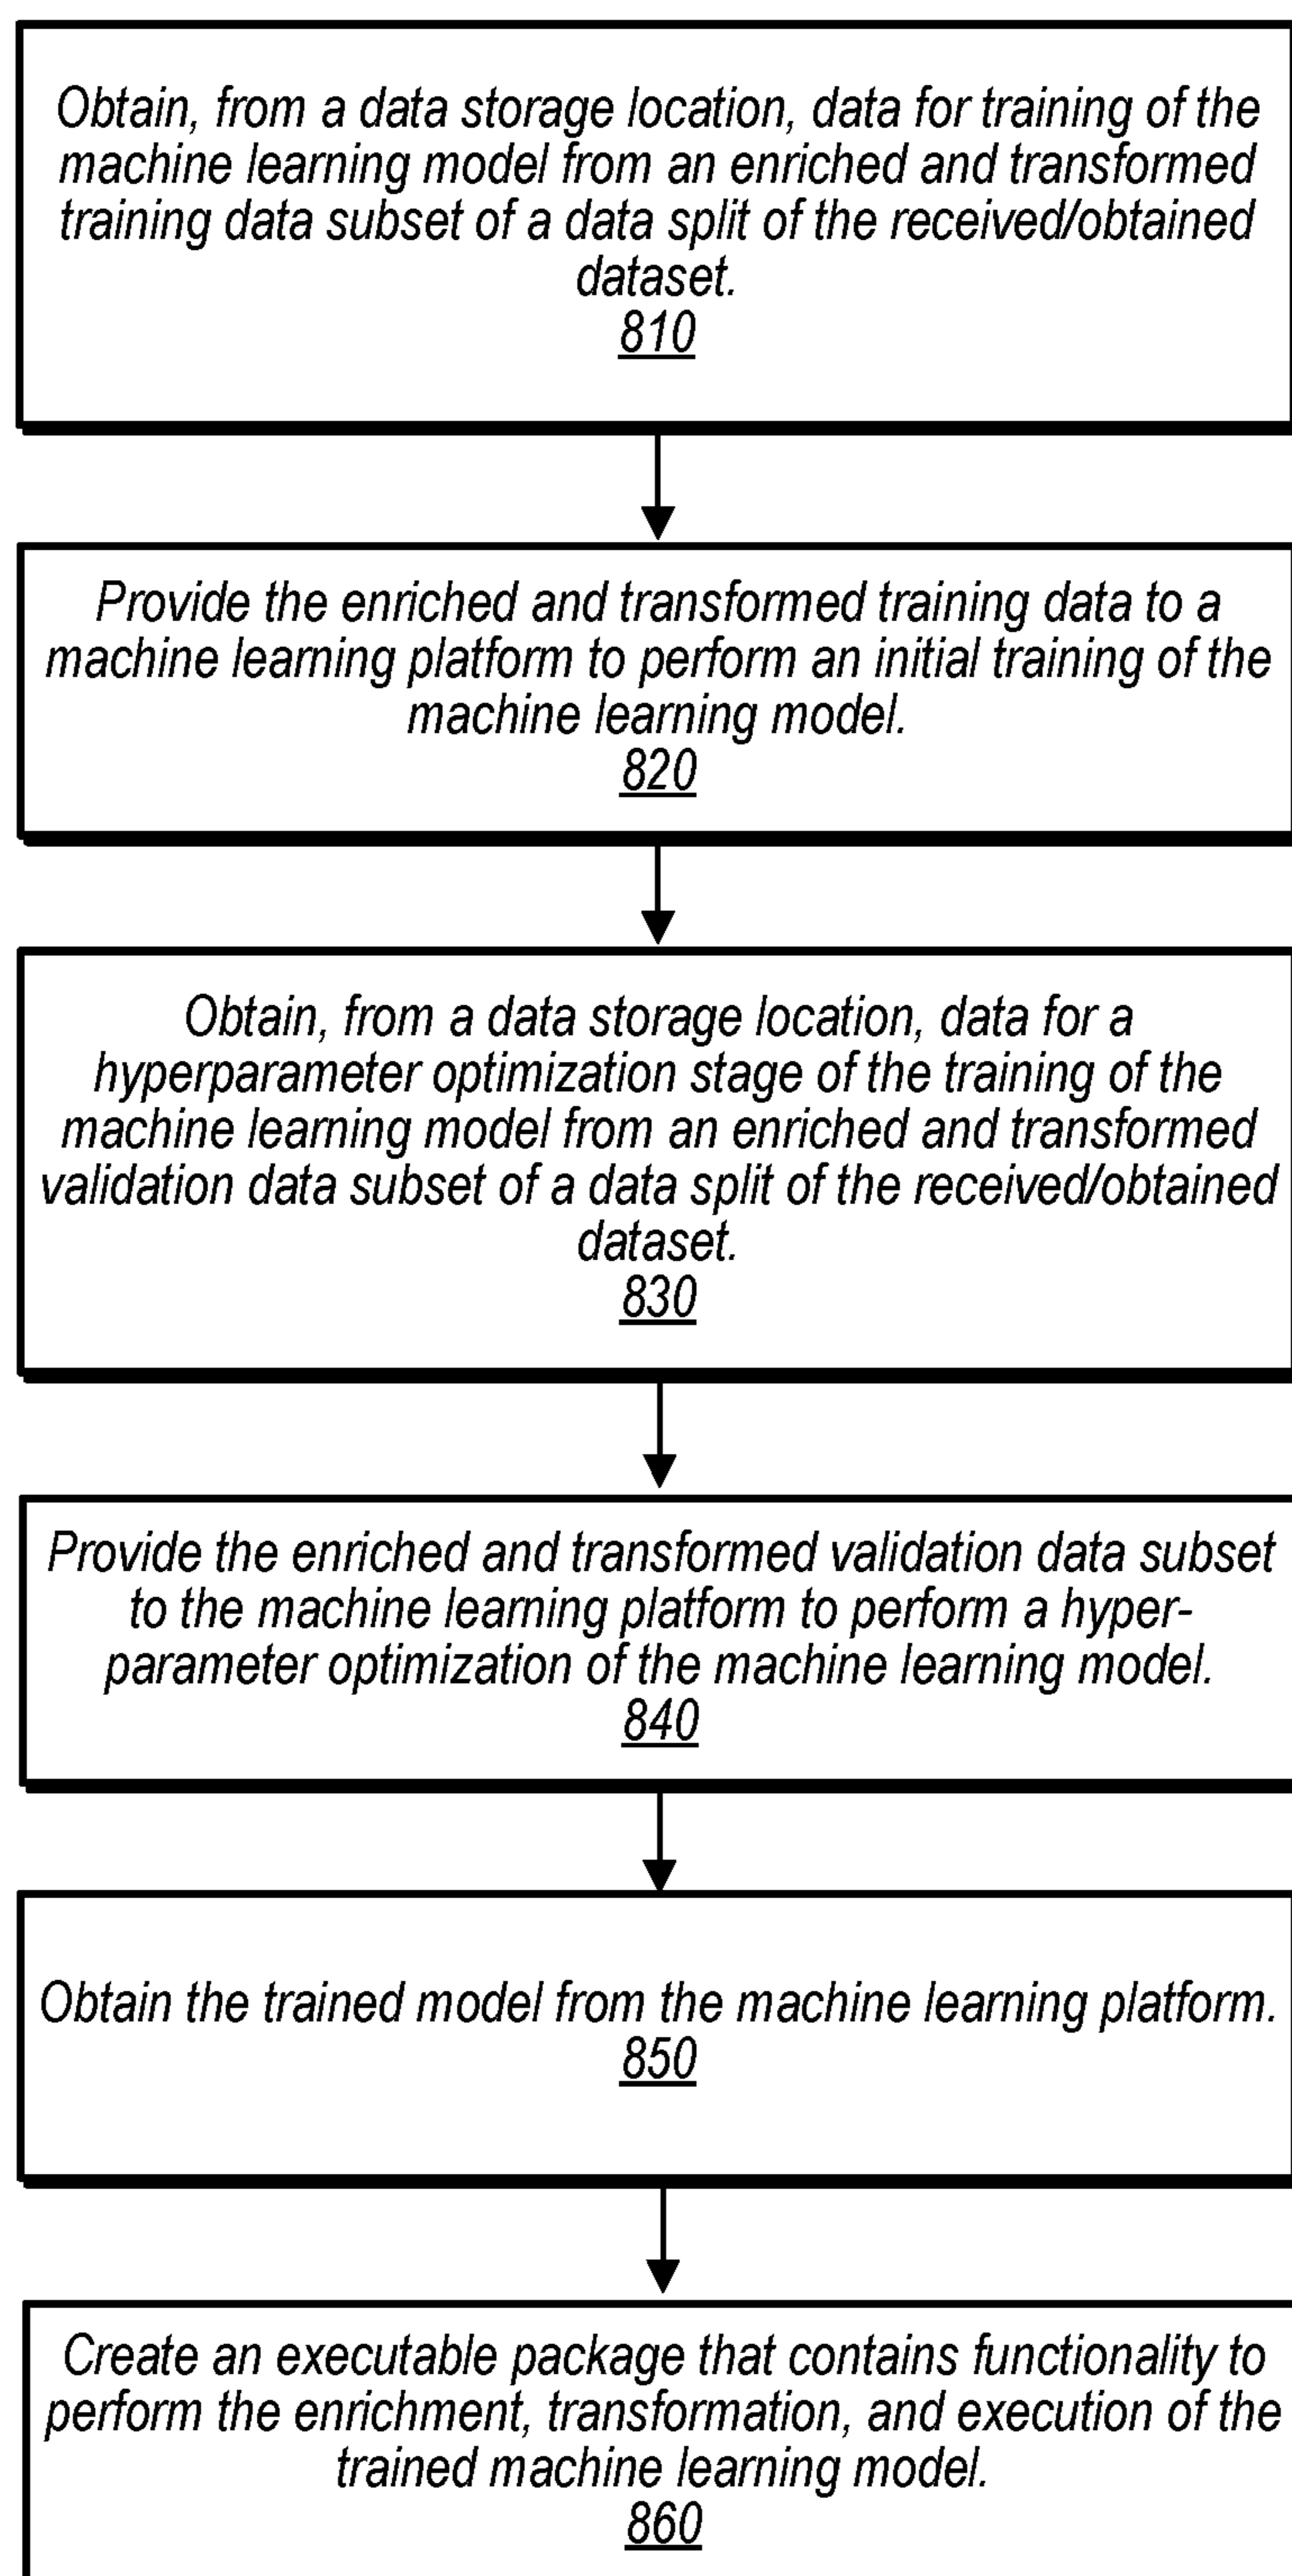 Obtain, from a data storage location, data for training of the
machine learning model from an enriched and transformed
training data subset of a data split of the received/obtained
dataset.
810
Provide the enriched and transformed training data to a
machine learning platform to perform an initial training of the
machine learning model.
820
Obtain, from a data storage location, data for a
hyperparameter optimization stage of the training of the
machine learning model from an enriched and transformed
validation data subset of a data split of the received/obtained
dataset.
830
Provide the enriched and transformed validation data subset
to the machine learning platform to perform a hyper-
parameter optimization of the machine learning model.
840
Obtain the trained model from the machine learning platform.
850
Create an executable package that contains functionality to
perform the enrichment, transformation, and execution of the
trained machine learning model.
860